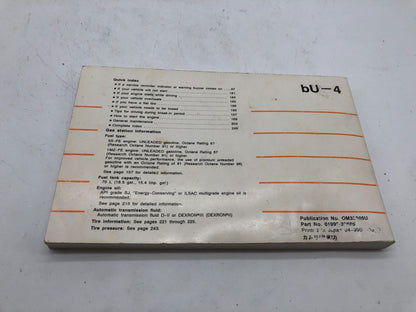 Quick index
● If a service reminder indicator or warning buzzer comes on ... 87
● If your vehicle will not start
● If your engine stalls while driving
● If your vehicle overheats
● If you have a flat tire
● If your vehicle needs to be towed
● Tips for driving during break-in period
● How to start the engine
● General maintenance
● Complete index
Gas station information
Fuel type:
5S-FE engine: UNLEADED gasoline, Octane Rating 87
(Research Octane Number 91) or higher
1MZ-FE engine: UNLEADED gasoline, Octane Rating 87
(Research Octane Number 91) or higher.
For improved vehicle performance, the use of premium unleaded
gasoline with an Octane Rating of 91 (Research Octane Number 96)
or higher is recommended.
See page 157 for detailed information.
Fuel tank capacity:
70 L (18.5 gal., 15.4 Imp. gal.)
Engine oil:
API grade SJ, "Energy-Conserving" or ILSAC multigrade engine oil is
recommended.
See page 215 for detailed information.
Automatic transmission fluid:
Automatic transmission fluid D-II or DEXRON®III (DEXRON®II)
Tire information: See pages 221 through 225.
Tire pressure: See page 243.
bU-4
Publication No.
Part No.